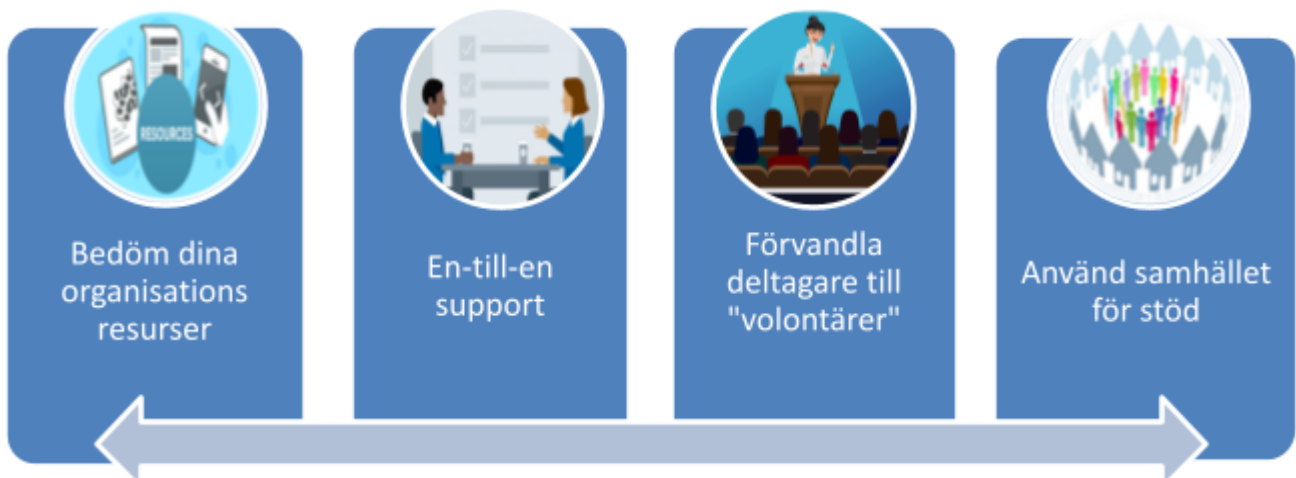 RESOURCES
Bedöm dina
organisations
resurser
En-till-en
support
Förvandla
deltagare till
"volontärer"
Använd samhället
för stöd